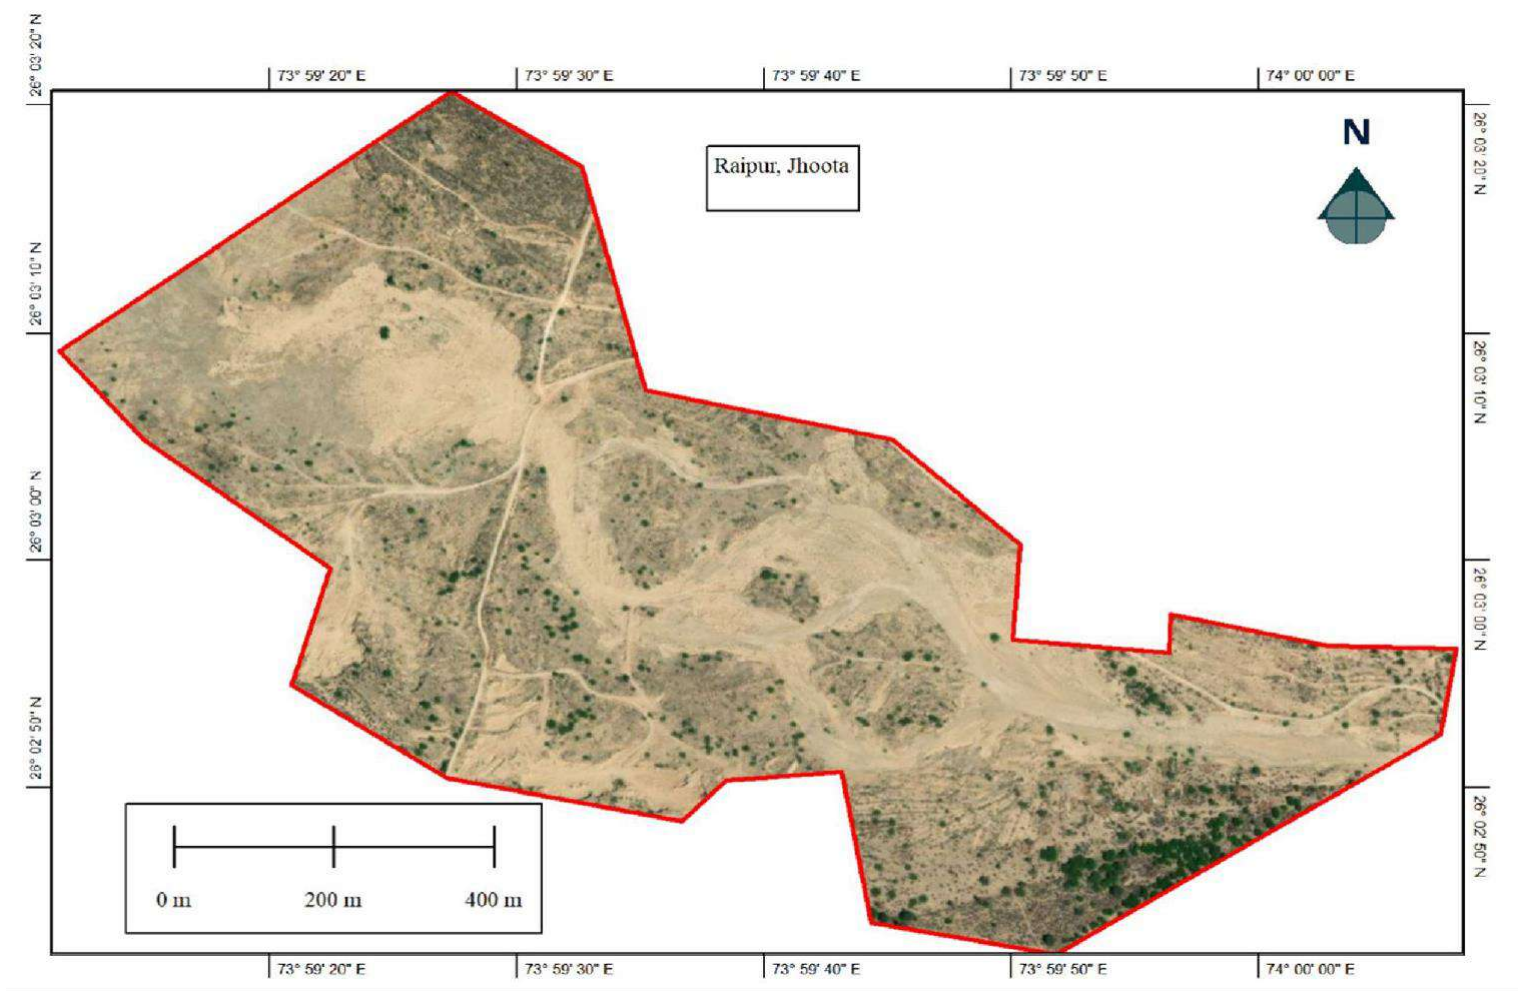 73° 59' 20" E
73° 59' 30" E
73° 59' 40" E
73° 59' 50" E
74° 00' 00" E
26° 03' 20" N
26° 03' 20" N
N
Raipur, Jhoota
26° 03' 10" N
26° 03' 10" N
26° 03' 00" N
26° 03' 00" N
26° 02' 50" N
26° 02' 50" N
0 m
200 m
400 m
73° 59' 20" E
73° 59' 30" E
73° 59' 40" E
73° 59' 50" E
74° 00' 00" E